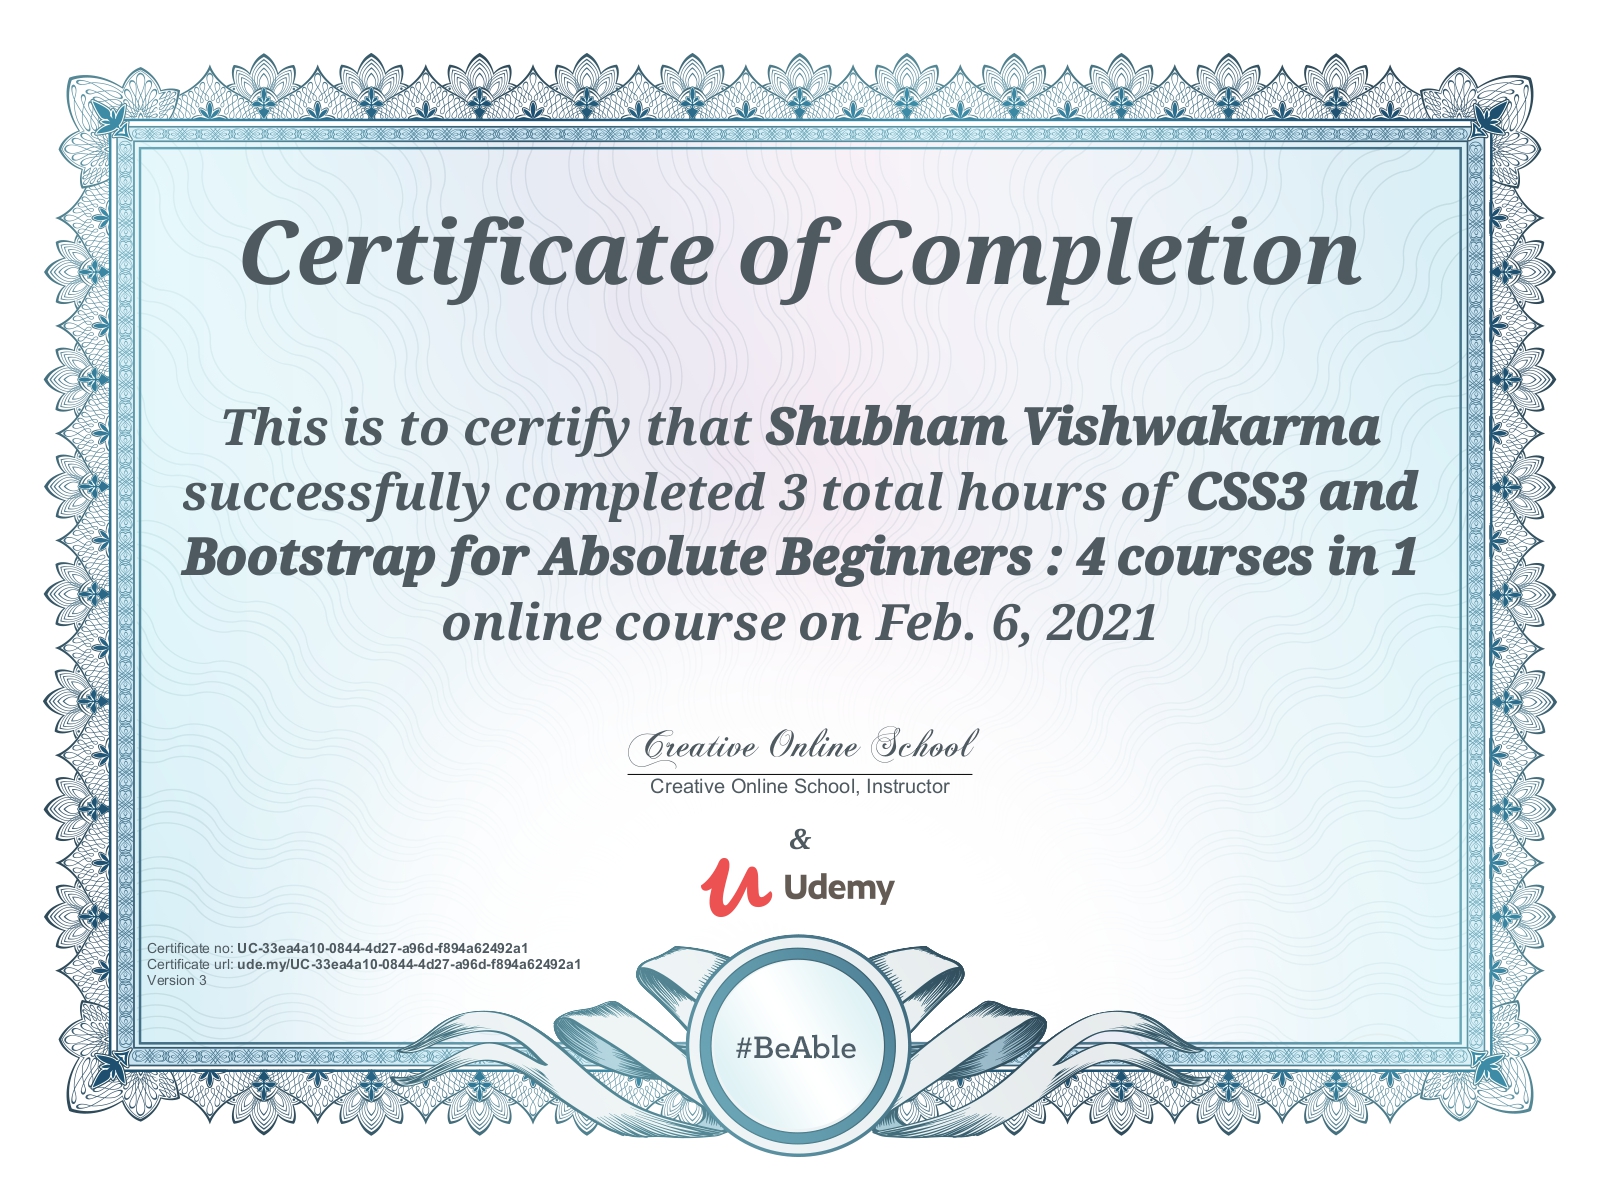 Certificate of Completion
This is to certify that Shubham Vishwakarma
successfully completed 3 total hours of CSS3 and
Bootstrap for Absolute Beginners : 4 courses in 1
online course on Feb. 6, 2021
Creative Online School
Creative Online School, Instructor
&
Udemy
Certificate no: UC-33ea4a10-0844-4d27-a96d-f894a62492a1
Certificate url: ude.my/UC-33ea4a10-0844-4d27-a96d-f894a62492a1
Version 3
#BeAble